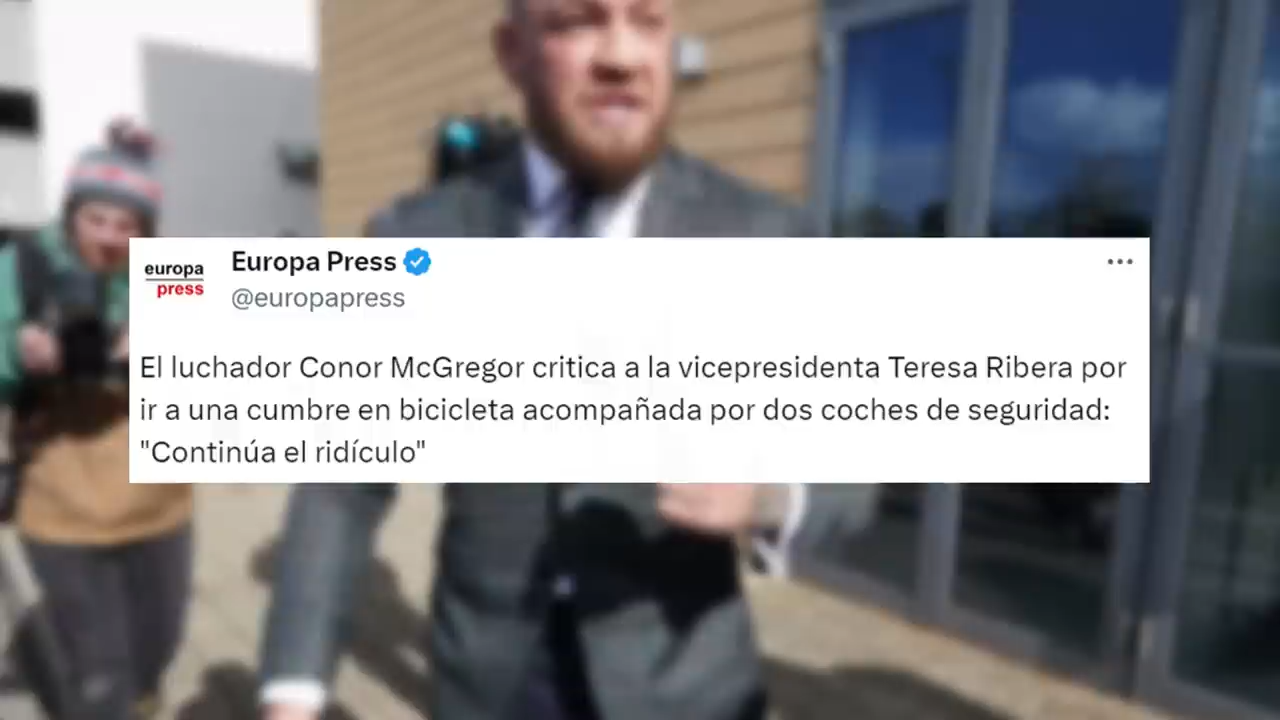 europa
press
Europa Press
@europapress
El luchador Conor McGregor critica a la vicepresidenta Teresa Ribera por
ir a una cumbre en bicicleta acompañada por dos coches de seguridad:
"Continúa el ridículo"